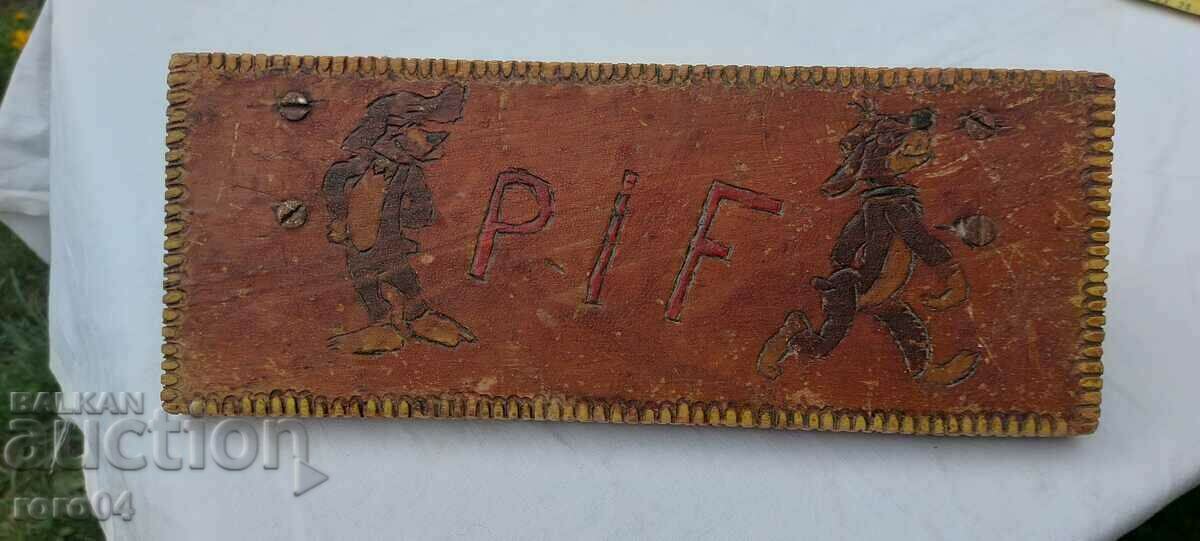 PIF
BALKAN
auction
roro04